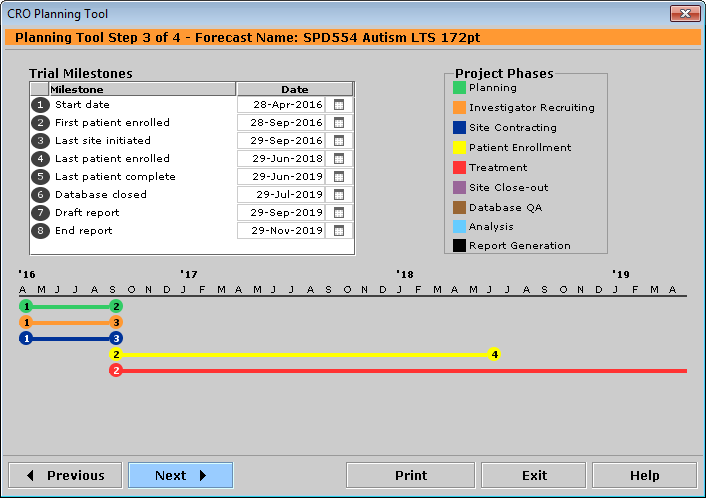 CRO Planning Tool
Planning Tool Step 3 of 4 - Forecast Name: SPD554 Autism LTS 172pt
Trial Milestones
Milestone Date
1 Start date 28-Apr-2016
2 First patient enrolled 28-Sep-2016
3 Last site initiated 29-Sep-2016
4 Last patient enrolled 29-Jun-2018
5 Last patient complete 29-Jun-2019
6 Database closed 29-Jul-2019
7 Draft report 29-Sep-2019
8 End report 29-Nov-2019
Project Phases
Planning
Investigator Recruiting
Site Contracting
Patient Enrollment
Treatment
Site Close-out
Database QA
Analysis
Report Generation
'16 '17 '18 '19
A M J J A S O N D J F M A M J J A S O N D J F M A M J J A S O N D J F M A
1 2
1 3
1 3
2 4
2
Previous Next Print Exit Help